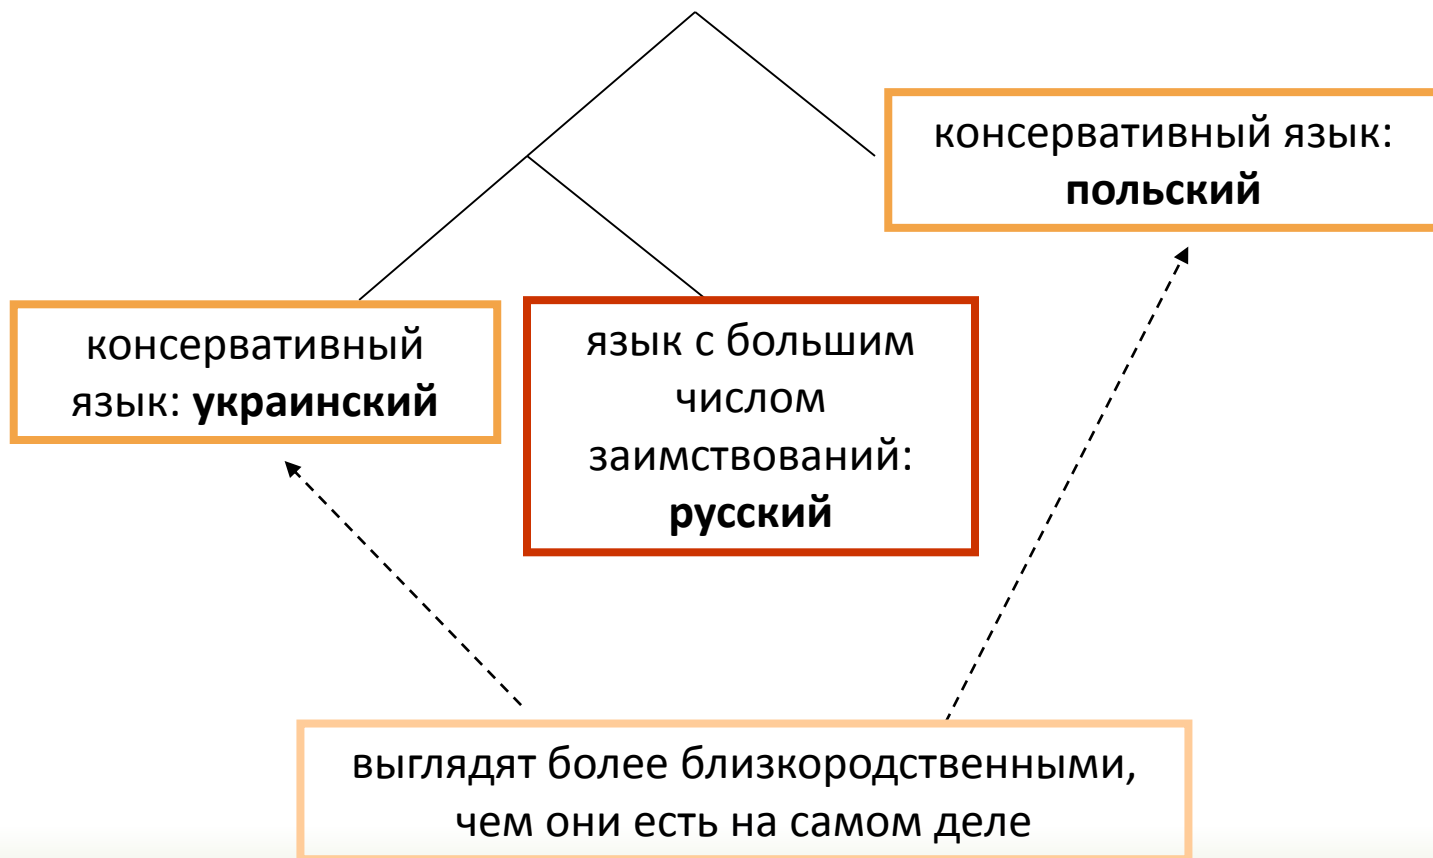 консервативный язык:
польский
консервативный
язык: украинский
язык с большим
числом
заимствований:
русский
выглядят более близкородственными,
чем они есть на самом деле